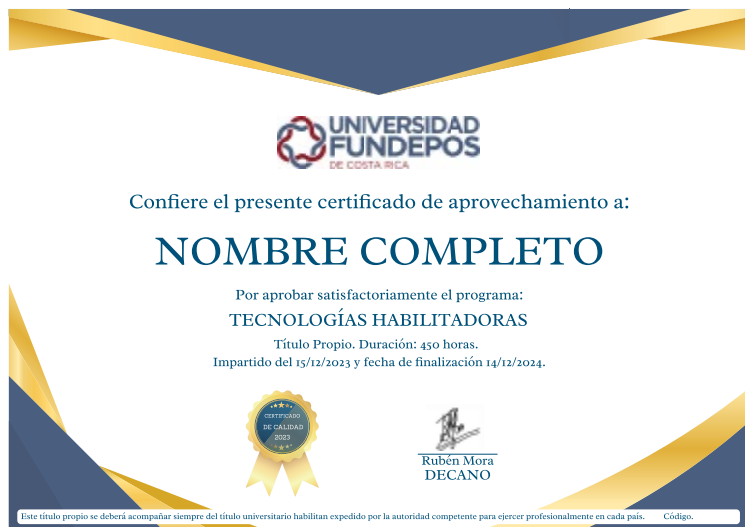 UNIVERSIDAD
FUNDEPOS
DE COSTA RICA
Confiere el presente certificado de aprovechamiento a:
NOMBRE COMPLETO
Por aprobar satisfactoriamente el programa:
TECNOLOGÍAS HABILITADORAS
Título Propio. Duración: 450 horas.
Impartido del 15/12/2023 y fecha de finalización 14/12/2024.
CERTIFICADO
DE CALIDAD
2023
Rubén Mora
DECANO
Este título propio se deberá acompañar siempre del título universitario habilitan expedido por la autoridad competente para ejercer profesionalmente en cada país. Código.